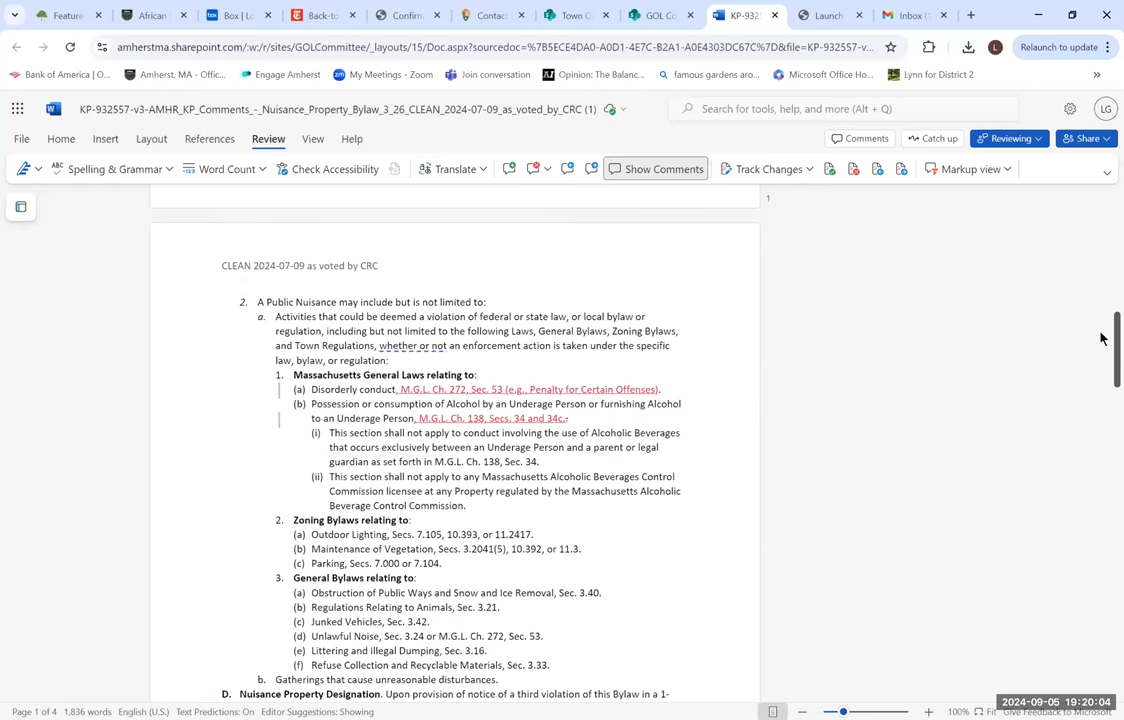 Feature
African
Box | Lo
Back-to
Confirm
Contac
Town C
GOL Co
KP-932
Launch
Inbox (1
amherstma.sharepoint.com/:w:/r/sites/GOLCommittee/_layouts/15/Doc.aspx?sourcedoc=%7B5ECE4DA0-A0D1-4E7C-B2A1-A0E4303DC67C%7D&file=KP-932557-v...
L
Relaunch to update
Bank of America | O...
Amherst, MA - Offic...
Engage Amherst
My Meetings - Zoom
Join conversation
Opinion: The Balanc...
famous gardens aro...
Microsoft Office Ho...
Lynn for District 2
»
KP-932557-v3-AMHR_KP_Comments_-_Nuisance_Property_Bylaw_3_26_CLEAN_2024-07-09_as_voted_by_CRC (1)
Search for tools, help, and more (Alt + Q)
LG
File Home Insert Layout References Review View Help
Comments Catch up Reviewing Share
Spelling & Grammar Word Count Check Accessibility Translate Show Comments Track Changes Markup view
1
CLEAN 2024-07-09 as voted by CRC
2. A Public Nuisance may include but is not limited to:
a. Activities that could be deemed a violation of federal or state law, or local bylaw or
regulation, including but not limited to the following Laws, General Bylaws, Zoning Bylaws,
and Town Regulations, whether or not an enforcement action is taken under the specific
law, bylaw, or regulation:
1. Massachusetts General Laws relating to:
(a) Disorderly conduct, M.G.L. Ch. 272, Sec. 53 (e.g., Penalty for Certain Offenses).
(b) Possession or consumption of Alcohol by an Underage Person or furnishing Alcohol
to an Underage Person, M.G.L. Ch. 138, Secs. 34 and 34c.
(i) This section shall not apply to conduct involving the use of Alcoholic Beverages
that occurs exclusively between an Underage Person and a parent or legal
guardian as set forth in M.G.L. Ch. 138, Sec. 34.
(ii) This section shall not apply to any Massachusetts Alcoholic Beverages Control
Commission licensee at any Property regulated by the Massachusetts Alcoholic
Beverage Control Commission.
2. Zoning Bylaws relating to:
(a) Outdoor Lighting, Secs. 7.105, 10.393, or 11.2417.
(b) Maintenance of Vegetation, Secs. 3.2041(5), 10.392, or 11.3.
(c) Parking, Secs. 7.000 or 7.104.
3. General Bylaws relating to:
(a) Obstruction of Public Ways and Snow and Ice Removal, Sec. 3.40.
(b) Regulations Relating to Animals, Sec. 3.21.
(c) Junked Vehicles, Sec. 3.42.
(d) Unlawful Noise, Sec. 3.24 or M.G.L. Ch. 272, Sec. 53.
(e) Littering and Illegal Dumping, Sec. 3.16.
(f) Refuse Collection and Recyclable Materials, Sec. 3.33.
b. Gatherings that cause unreasonable disturbances.
D. Nuisance Property Designation. Upon provision of notice of a third violation of this Bylaw in a 1-
2024-09-05 19:20:04
Page 1 of 4 1,836 words English (U.S.) Text Predictions: On Editor Suggestions: Showing
100% Fit Give Feedback to Microsoft